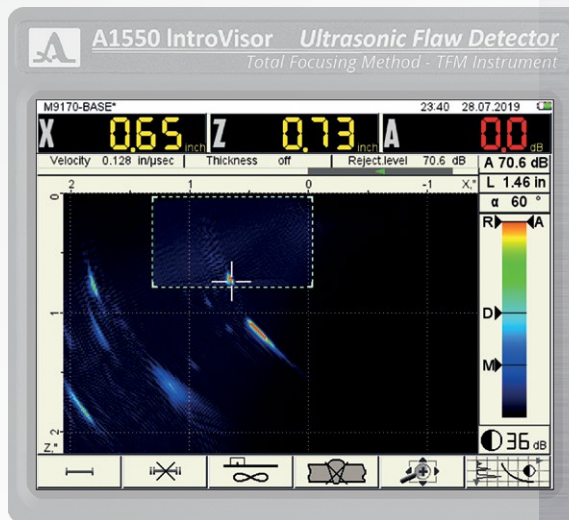 A1550 IntroVisor Ultrasonic Flaw Detector
Total Focusing Method - TFM Instrument
M9170-BASE* 23:40 28.07.2019
X 0.65 inch Z 0.73 inch A 0.0 dB
Velocity 0.128 in/µsec Thickness off Reject.level 70.6 dB A 70.6 dB
L 1.46 in
2 1 0 -1 X,"
α 60 °
0
R A
1
D
M
2
Z,"
36 dB